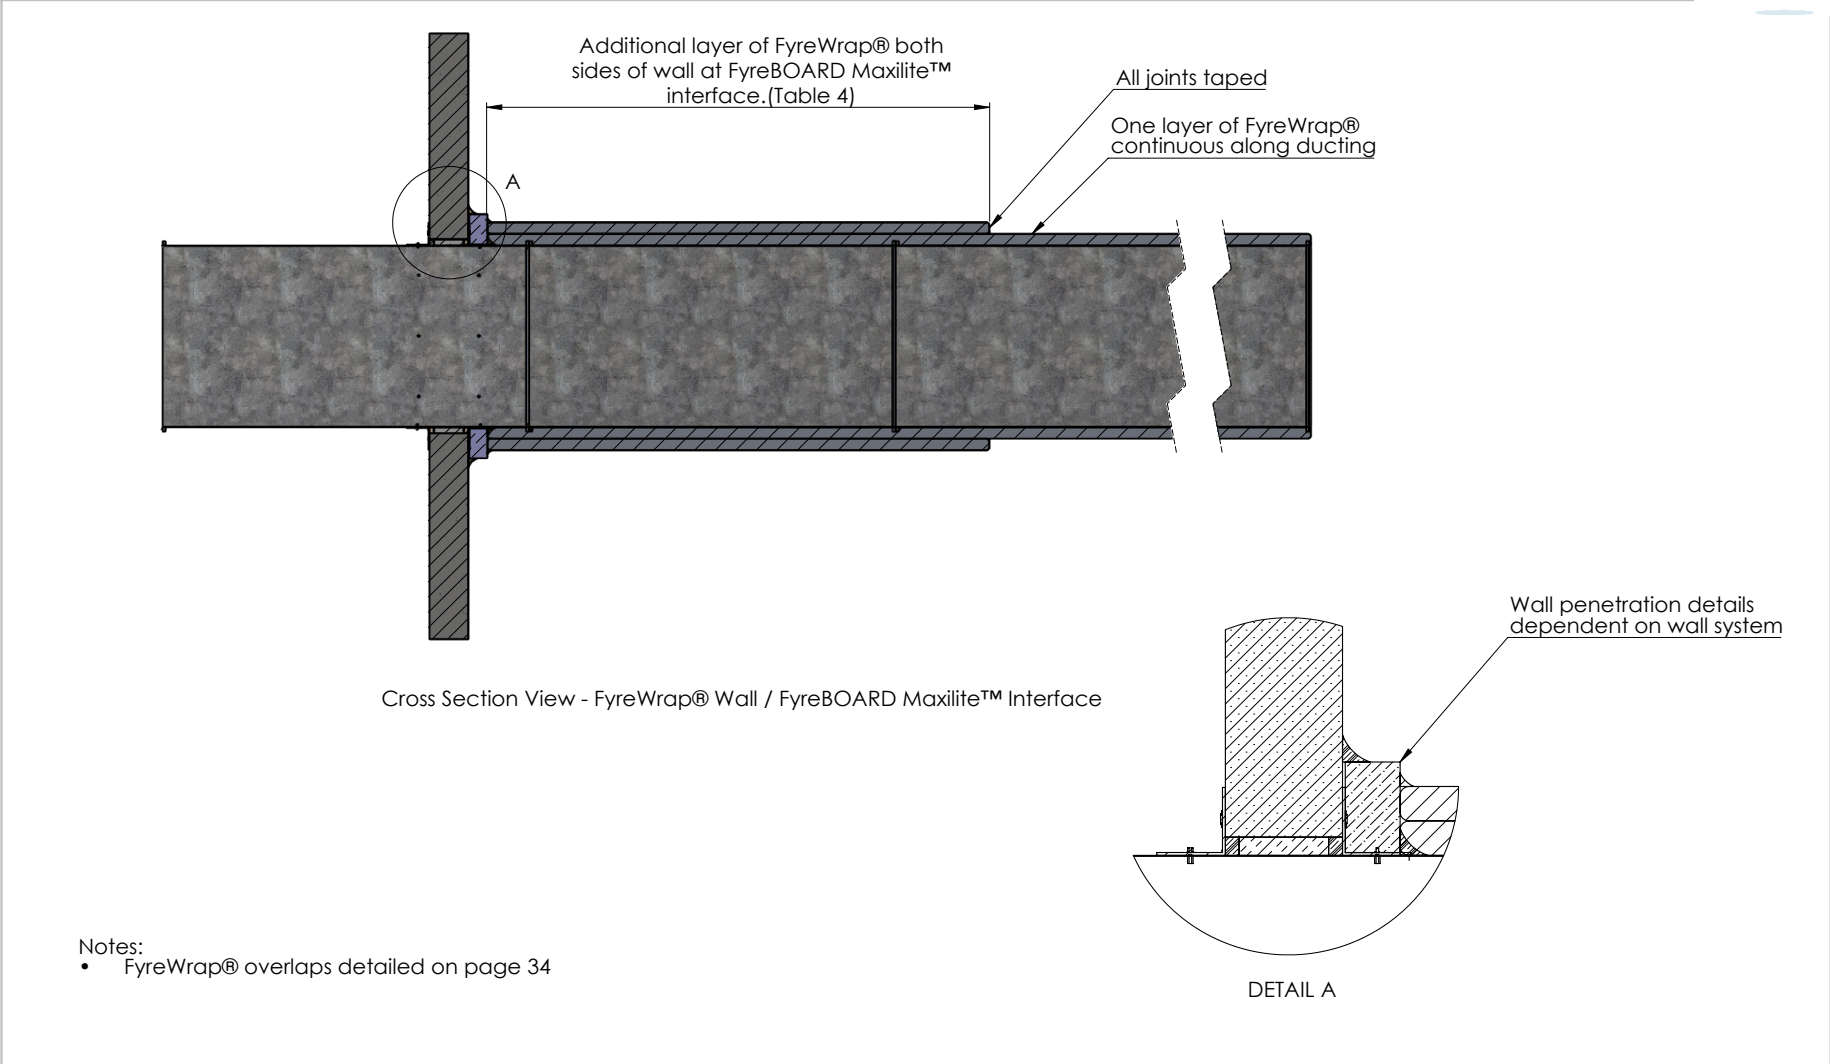 Additional layer of FyreWrap® both
sides of wall at FyreBOARD Maxilite™
interface.(Table 4)
All joints taped
One layer of FyreWrap®
continuous along ducting
A
Wall penetration details
dependent on wall system
Cross Section View - FyreWrap® Wall / FyreBOARD Maxilite™ Interface
Notes:
• FyreWrap® overlaps detailed on page 34
DETAIL A